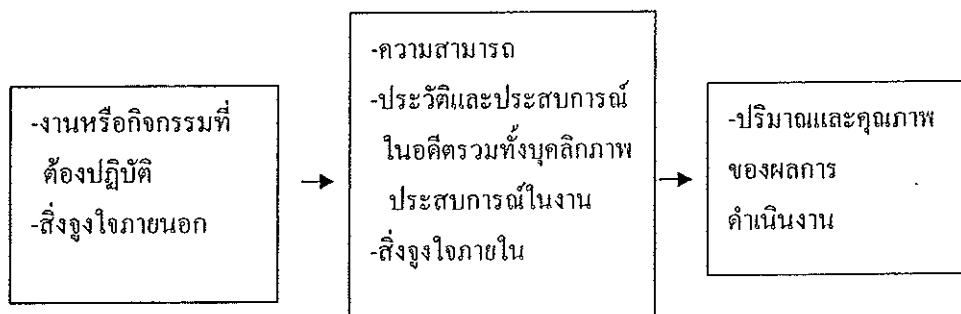 -งานหรือกิจกรรมที่
ต้องปฏิบัติ
-สิ่งจูงใจภายนอก
-ความสามารถ
-ประวัติและประสบการณ์
ในอดีตรวมทั้งบุคลิกภาพ
ประสบการณ์ในงาน
-สิ่งจูงใจภายใน
-ปริมาณและคุณภาพ
ของผลการ
ดำเนินงาน